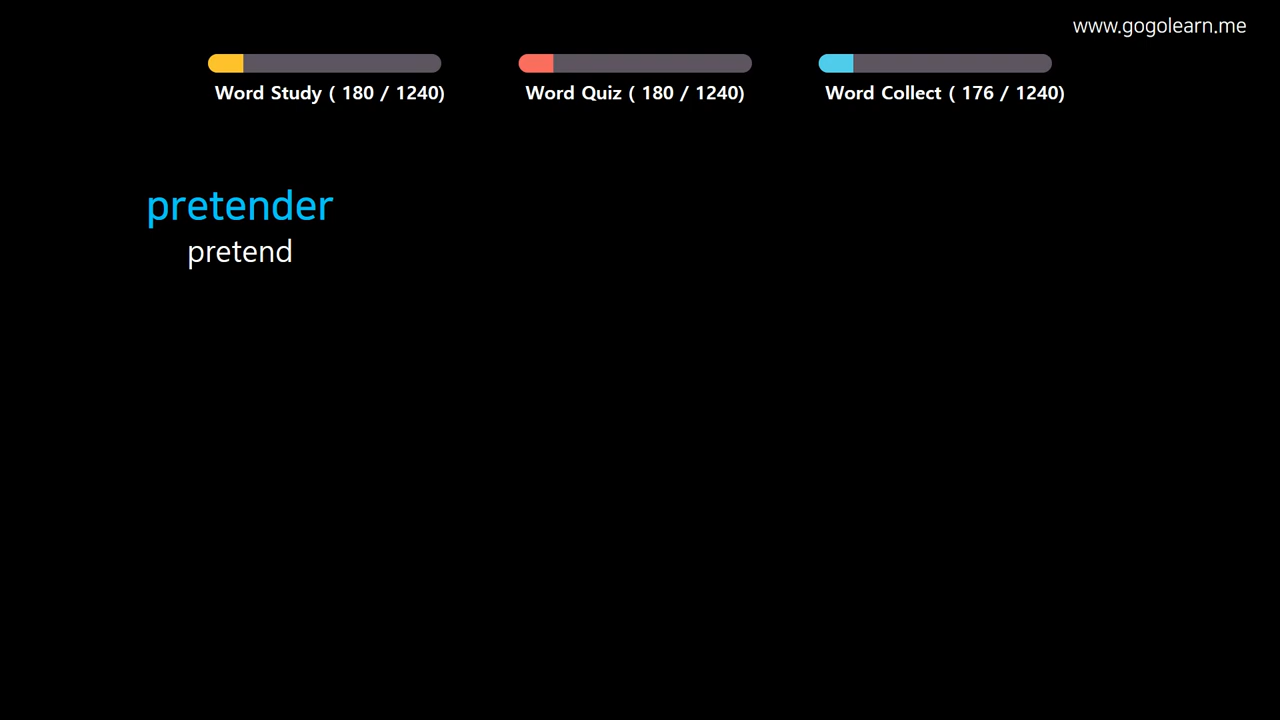 www.gogolearn.me
Word Study ( 180 / 1240)
Word Quiz ( 180 / 1240)
Word Collect ( 176 / 1240)
pretender
pretend